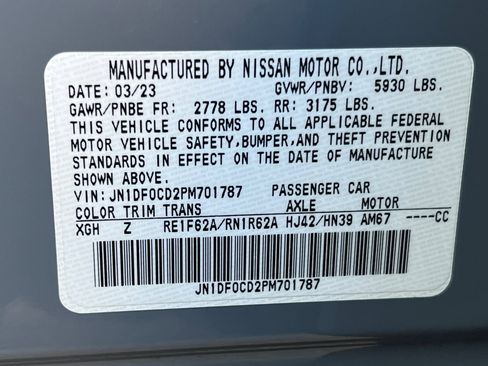 MANUFACTURED BY NISSAN MOTOR CO.,LTD.
DATE: 03/23 GVWR/PNBV: 5930 LBS.
GAWR/PNBE FR: 2778 LBS. RR: 3175 LBS.
THIS VEHICLE CONFORMS TO ALL APPLICABLE FEDERAL
MOTOR VEHICLE SAFETY,BUMPER,AND THEFT PREVENTION
STANDARDS IN EFFECT ON THE DATE OF MANUFACTURE
SHOWN ABOVE.
VIN: JN1DF0CD2PM701787 PASSENGER CAR
COLOR TRIM TRANS AXLE MOTOR
XGH Z RE1F62A/RN1R62A HJ42/HN39 AM67 ----CC
JN1DF0CD2PM701787